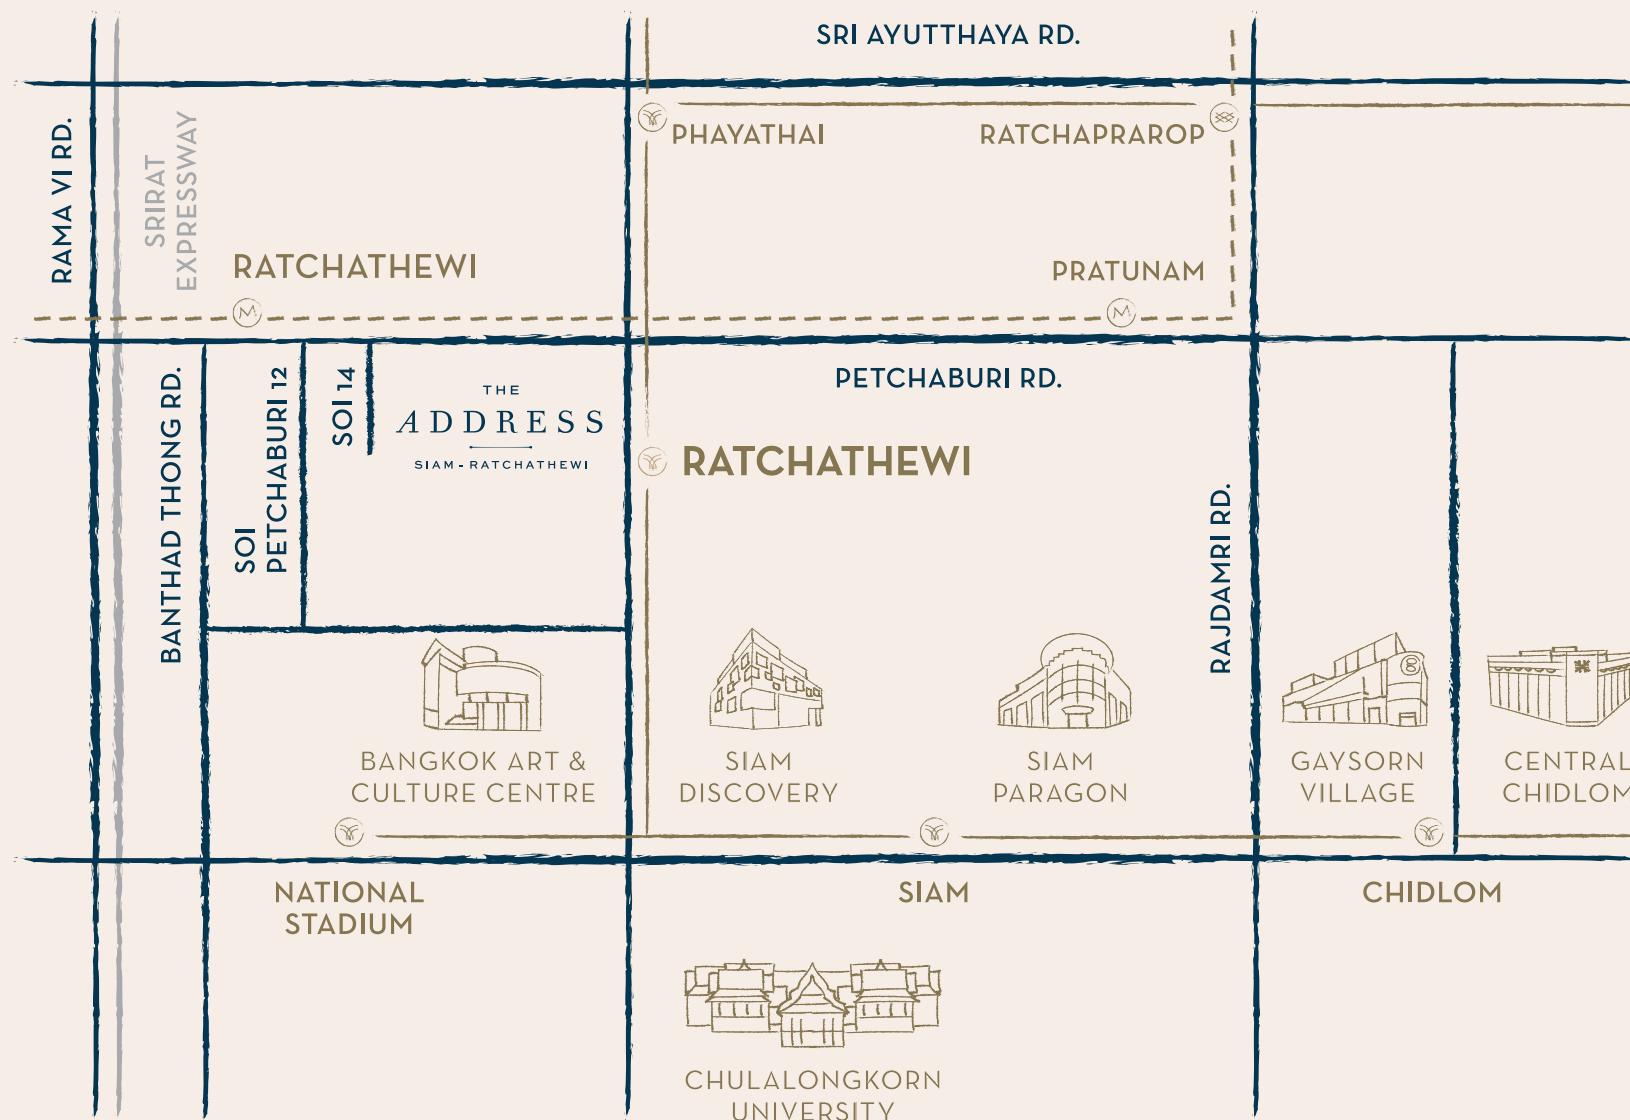 SRI AYUTTHAYA RD.
RAMA VI RD.
SRIRAT
EXPRESSWAY
PHAYATHAI
RATCHAPRAROP
RATCHATHEWI
PRATUNAM
BANTHAD THONG RD.
SOI
PETCHABURI 12
SOI 14
THE
ADDRESS
SIAM-RATCHATHEWI
PETCHABURI RD.
RATCHATHEWI
RAJDAMRI RD.
BANGKOK ART &
CULTURE CENTRE
SIAM
DISCOVERY
SIAM
PARAGON
GAYSORN
VILLAGE
CENTRAL
CHIDLOM
NATIONAL
STADIUM
SIAM
CHIDLOM
CHULALONGKORN
UNIVERSITY